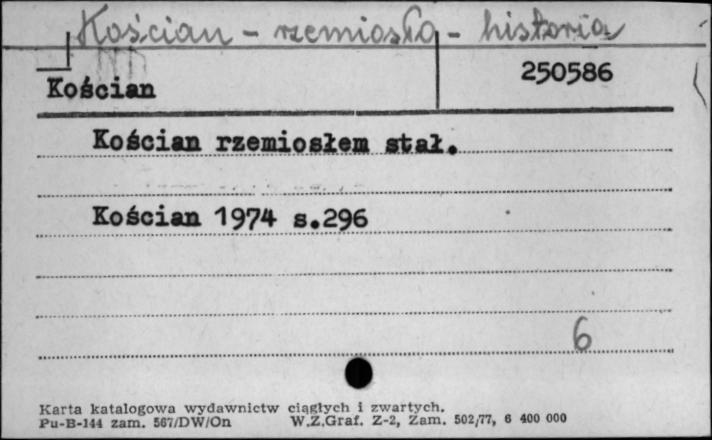 Kościan - rzemiosło - historia
250586
Kościan
Kościan rzemiosłem stał.
Kościan 1974 s.296
6
Karta katalogowa wydawnictw ciągłych i zwartych.
Pu-B-144 zam. 567/DW/On W.Z.Graf. Z-2, Zam. 502/77, 6 400 000